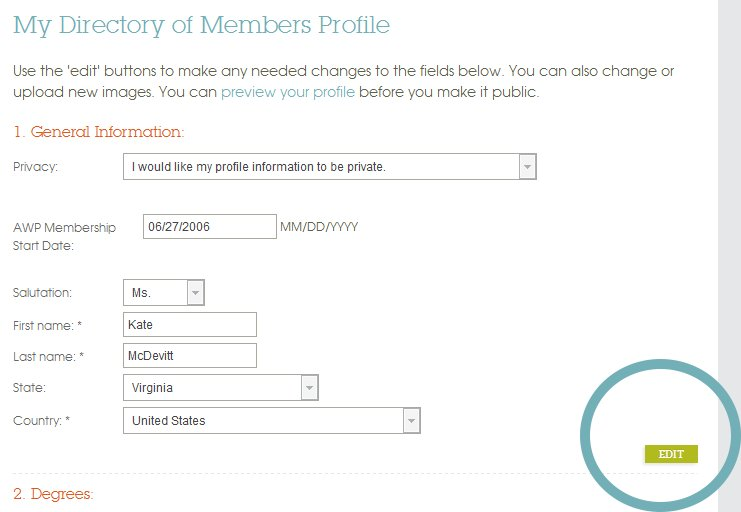 My Directory of Members Profile
Use the 'edit' buttons to make any needed changes to the fields below. You can also change or
upload new images. You can preview your profile before you make it public.
1. General Information:
Privacy: I would like my profile information to be private.
AWP Membership 06/27/2006 MM/DD/YYYY
Start Date:
Salutation: Ms.
First name: * Kate
Last name: * McDevitt
State: Virginia
Country: * United States
EDIT
2. Degrees: